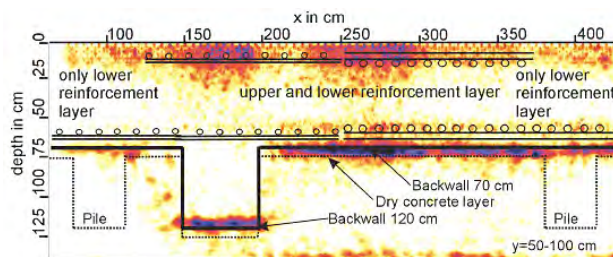 x in cm
100 150 200 250 300 350 400
depth in cm
0
25
50
75
100
125
only lower
reinforcement
layer
upper and lower reinforcement layer
only lower
reinforcement
layer
Backwall 70 cm
Dry concrete layer
Backwall 120 cm
Pile
Pile
y=50-100 cm